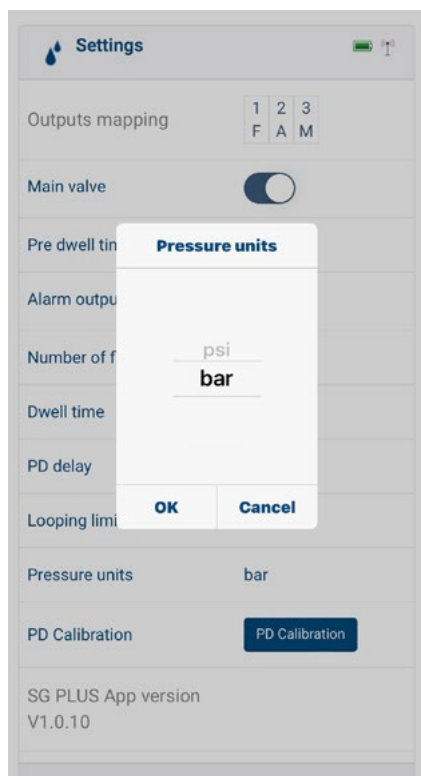 Settings
Outputs mapping
1 2 3
F A M
Main valve
Pre dwell tim
Pressure units
Alarm outpu
psi
Number of f
bar
Dwell time
PD delay
OK Cancel
Looping limi
Pressure units bar
PD Calibration PD Calibration
SG PLUS App version
V1.0.10